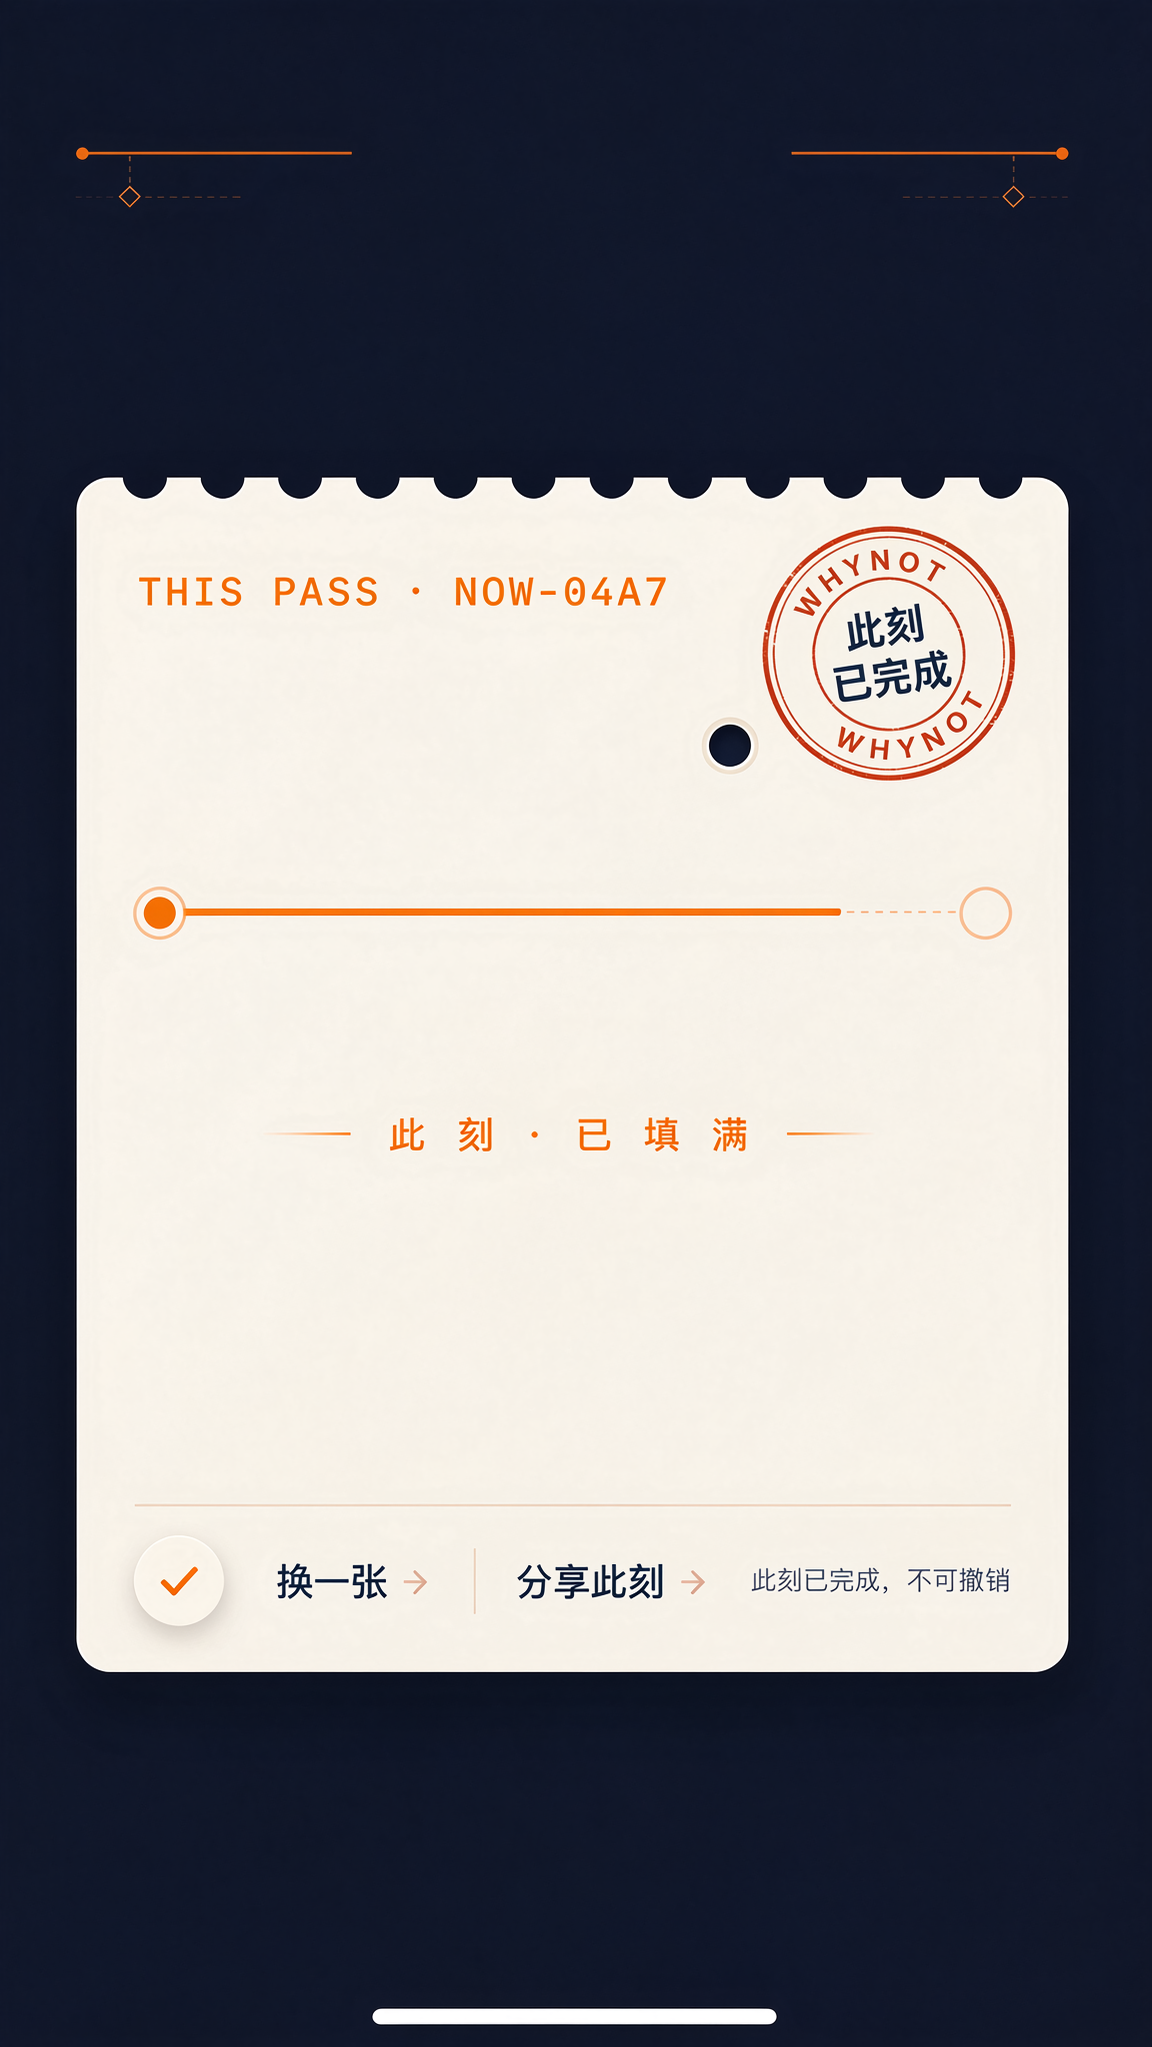 THIS PASS · NOW-04A7
WHYNOT
此刻
已完成
WHYNOT
此刻·已填满
换一张 →
分享此刻 →
此刻已完成，不可撤销